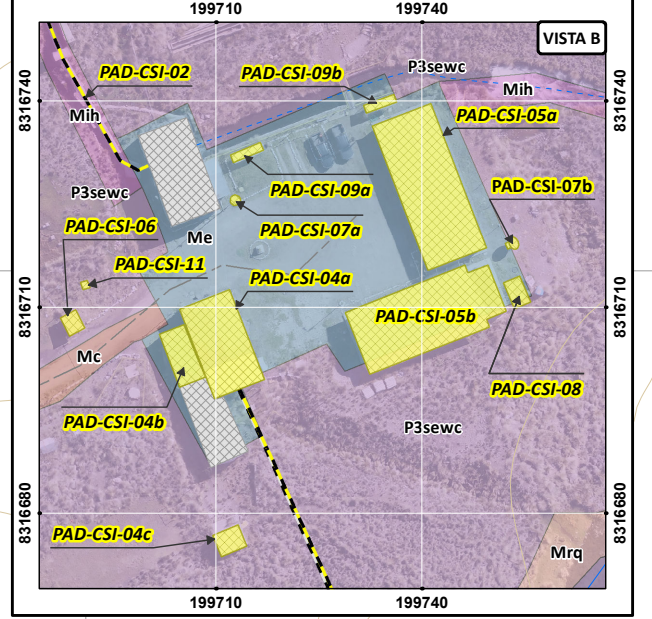 199710
199740
VISTA B
P3sewc
PAD-CSI-09b
PAD-CSI-02
8316740
Mih
8316740
Mih
PAD-CSI-05a
P3sewc
PAD-CSI-09a
PAD-CSI-07b
PAD-CSI-06
PAD-CSI-07a
Me
PAD-CSI-11
PAD-CSI-04a
8316710
8316710
PAD-CSI-05b
Mc
PAD-CSI-08
PAD-CSI-04b
P3sewc
8316680
8316680
PAD-CSI-04c
Mrq
199710
199740